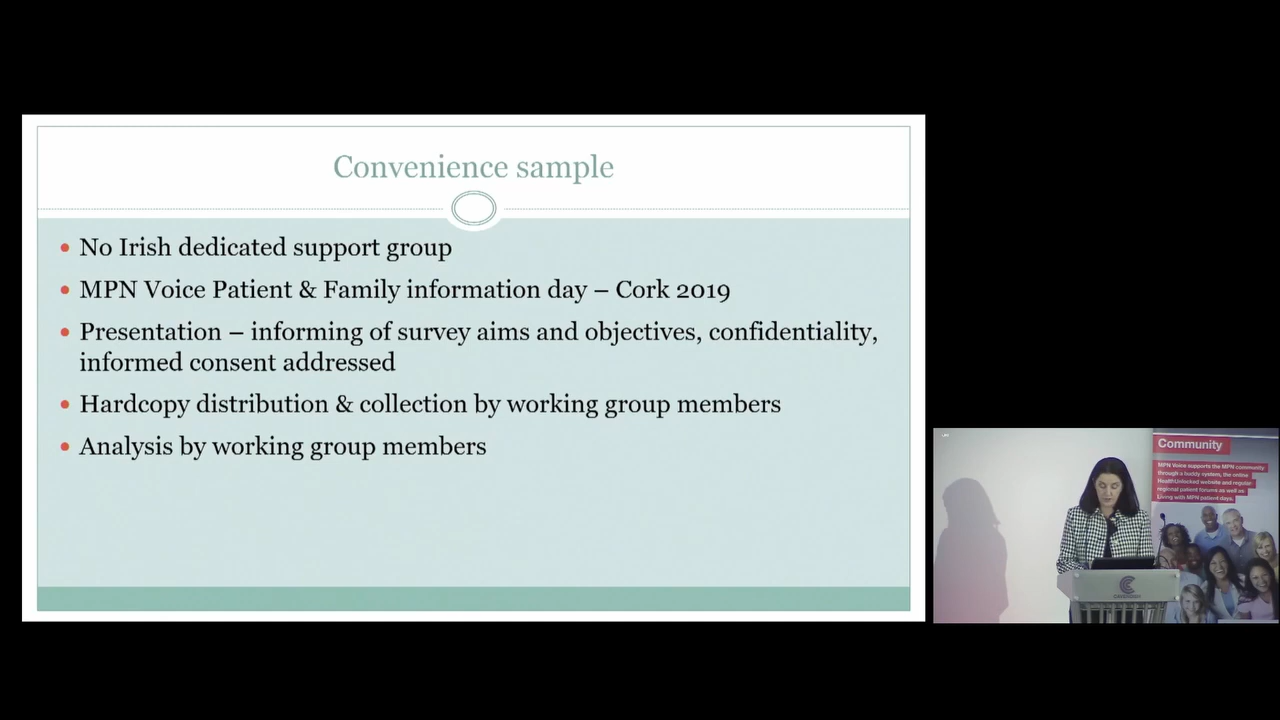 Convenience sample
• No Irish dedicated support group
• MPN Voice Patient & Family information day – Cork 2019
• Presentation – informing of survey aims and objectives, confidentiality,
informed consent addressed
• Hardcopy distribution & collection by working group members
• Analysis by working group members
Community
MPN Voice supports the MPN community
through a buddy system, the online
HealthUnlocked website and regular
regional patient forums as well as
Living with MPN patient days.